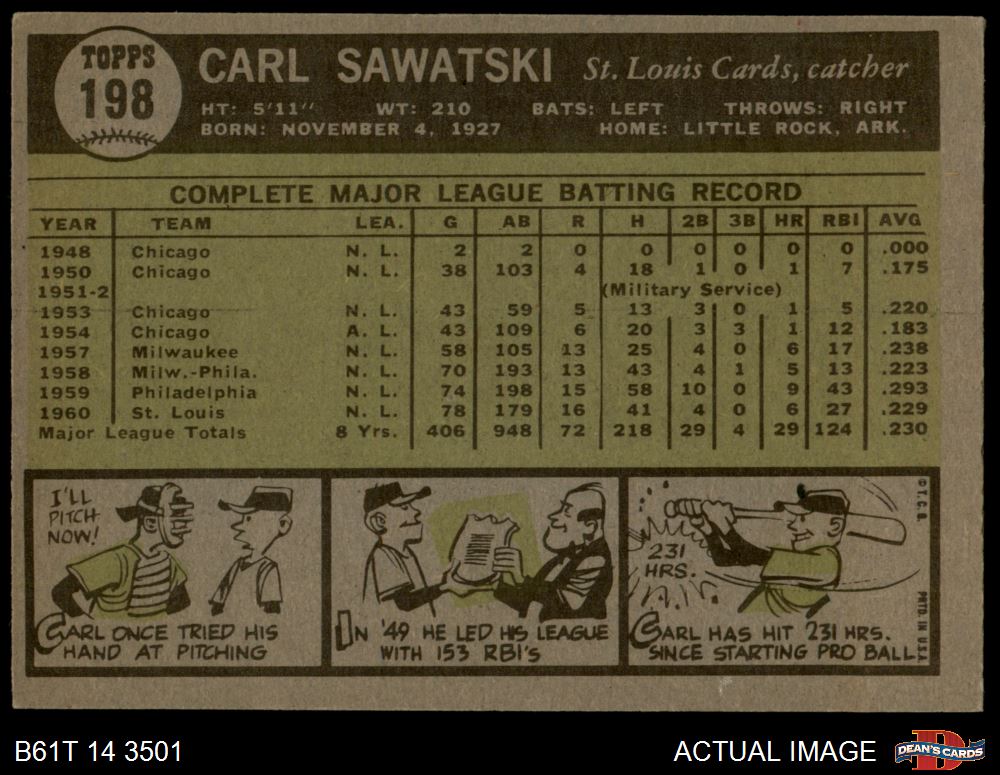 TOPPS
198
CARL SAWATSKI St. Louis Cards, catcher
HT: 5'11" WT: 210 BATS: LEFT THROWS: RIGHT
BORN: NOVEMBER 4, 1927 HOME: LITTLE ROCK, ARK.
COMPLETE MAJOR LEAGUE BATTING RECORD
YEAR TEAM LEA. G AB R H 2B 3B HR RBI AVG
1948 Chicago N. L. 2 2 0 0 0 0 0 0 .000
1950 Chicago N. L. 38 103 4 18 1 0 1 7 .175
1951-2 (Military Service)
1953 Chicago N. L. 43 59 5 13 3 0 1 5 .220
1954 Chicago A. L. 43 109 6 20 3 3 1 12 .183
1957 Milwaukee N. L. 58 105 13 25 4 0 6 17 .238
1958 Milw.-Phila. N. L. 70 193 13 43 4 1 5 13 .223
1959 Philadelphia N. L. 74 198 15 58 10 0 9 43 .293
1960 St. Louis N. L. 78 179 16 41 4 0 6 27 .229
Major League Totals 8 Yrs. 406 948 72 218 29 4 29 124 .230
I'LL
PITCH
NOW!
CARL ONCE TRIED HIS
HAND AT PITCHING
IN '49 HE LED HIS LEAGUE
WITH 153 RBI'S
231
HRS.
CARL HAS HIT 231 HRS.
SINCE STARTING PRO BALL.
© T. C. G.
PRTD. IN U.S.A.
B61T 14 3501
ACTUAL IMAGE
DEAN'S CARDS